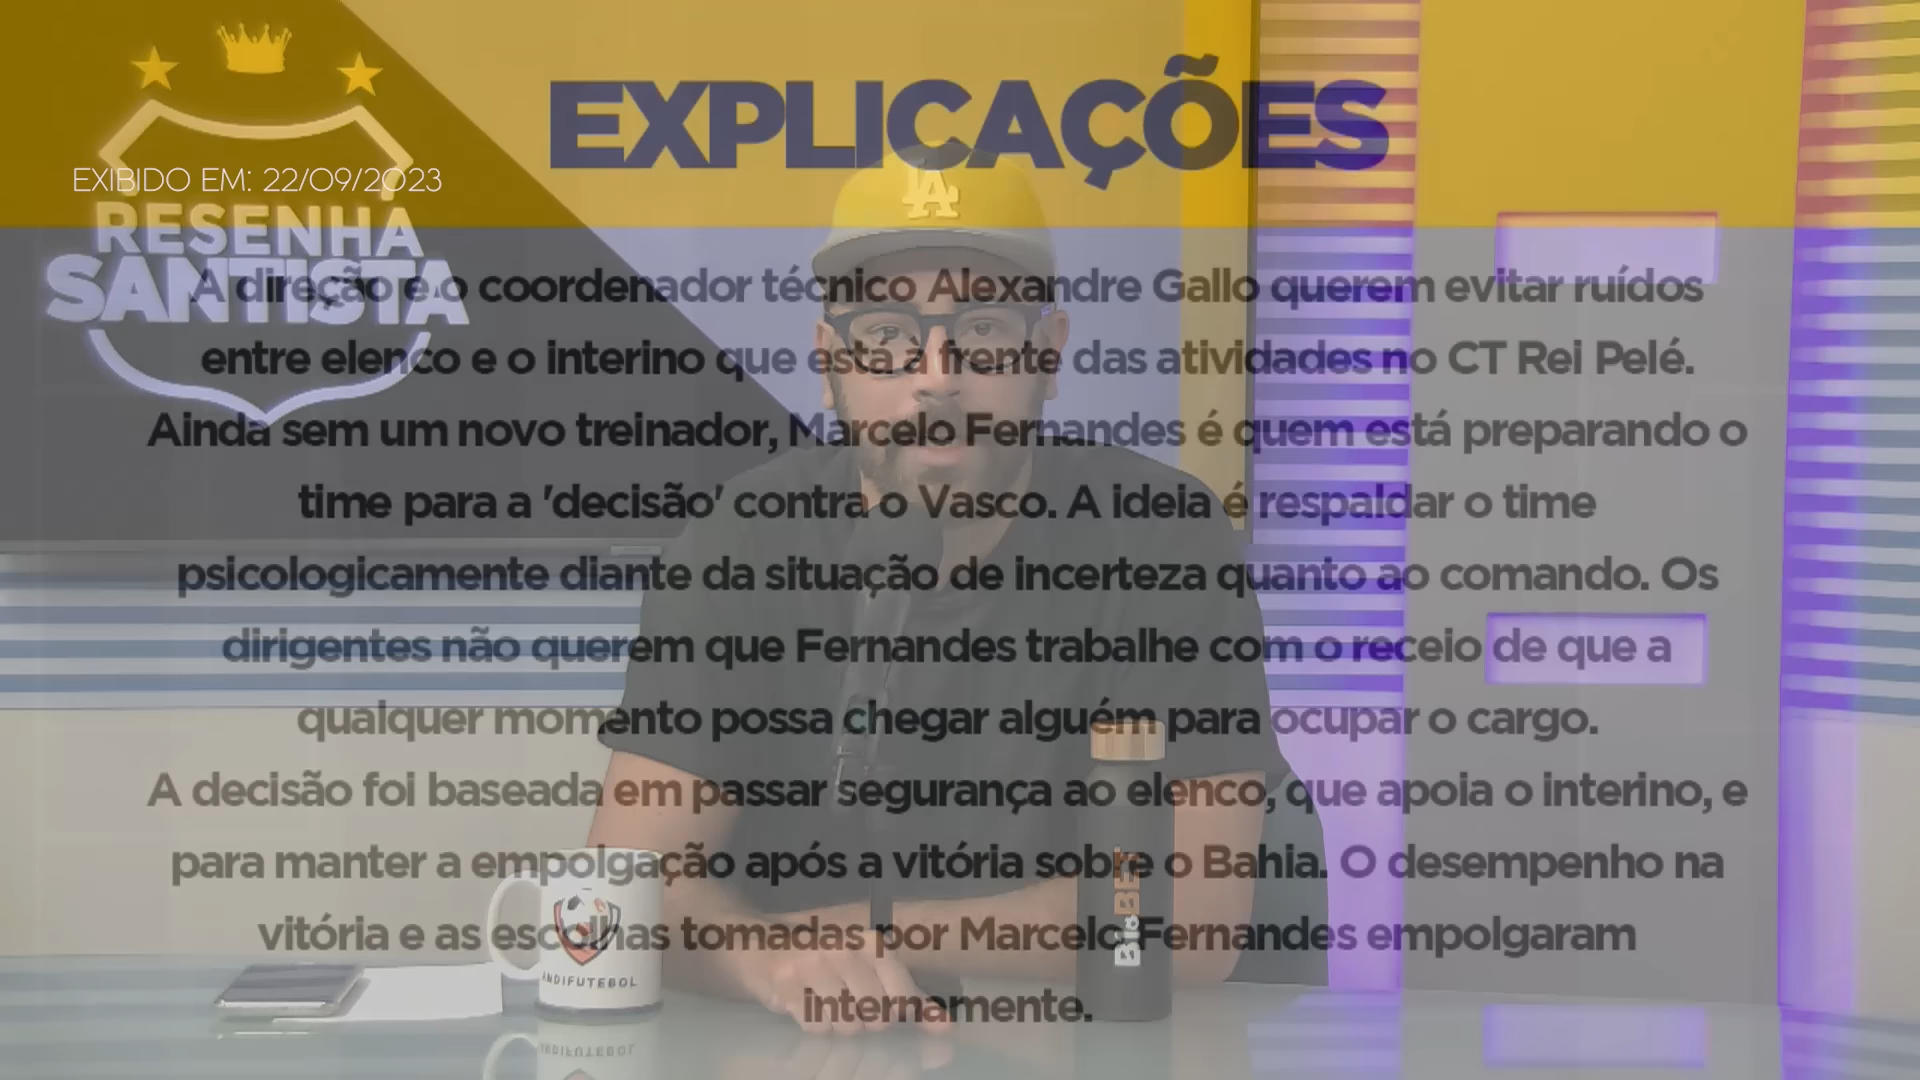 EXPLICAÇÕES
LA
EXIBIDO EM: 22/09/2023
RESENHA
SANTISTA
A direção e o coordenador técnico Alexandre Gallo querem evitar ruídos
entre elenco e o interino que está à frente das atividades no CT Rei Pelé.
Ainda sem um novo treinador, Marcelo Fernandes é quem está preparando o
time para a 'decisão' contra o Vasco. A ideia é respaldar o time
psicologicamente diante da situação de incerteza quanto ao comando. Os
dirigentes não querem que Fernandes trabalhe com o receio de que a
qualquer momento possa chegar alguém para ocupar o cargo.
A decisão foi baseada em passar segurança ao elenco, que apoia o interino, e
para manter a empolgação após a vitória sobre o Bahia. O desempenho na
vitória e as escolhas tomadas por Marcelo Fernandes empolgaram
internamente.
BigBET
ANDIFUTEBOL